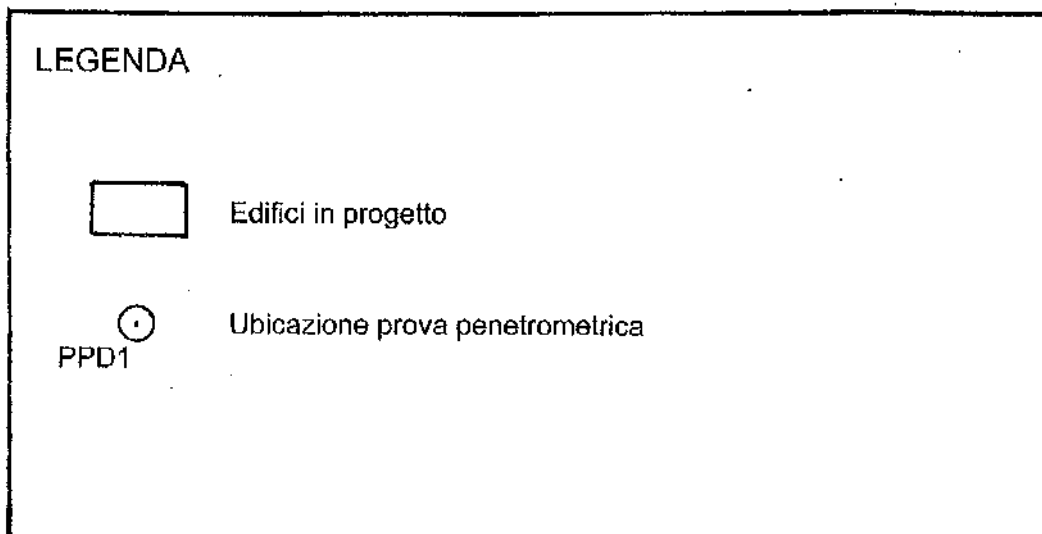 LEGENDA
Edifici in progetto
Ubicazione prova penetrometrica
PPD1